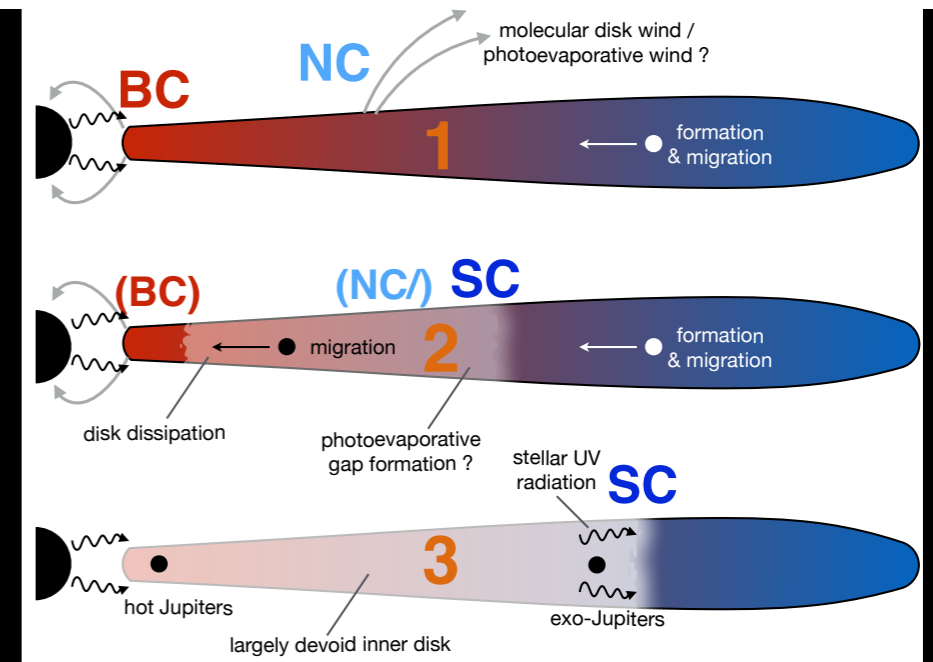 molecular disk wind /
photoevaporative wind ?
NC
BC
1
formation
& migration
(BC)
(NC/)
SC
2
migration
formation
& migration
disk dissipation
photoevaporative
gap formation ?
stellar UV
radiation
SC
3
hot Jupiters
exo-Jupiters
largely devoid inner disk